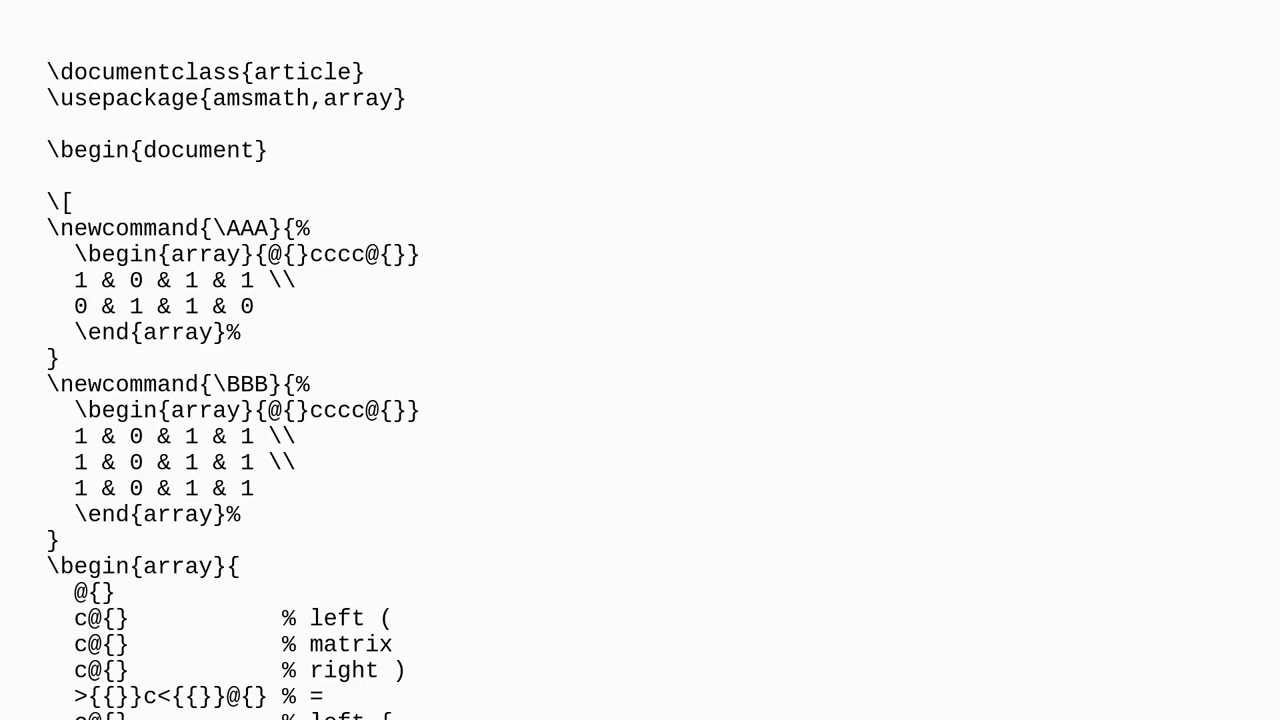 \documentclass{article}
\usepackage{amsmath,array}

\begin{document}

\[
\newcommand{\AAA}{%
  \begin{array}{@{}cccc@{}}
  1 & 0 & 1 & 1 \\
  0 & 1 & 1 & 0
  \end{array}%
}
\newcommand{\BBB}{%
  \begin{array}{@{}cccc@{}}
  1 & 0 & 1 & 1 \\
  1 & 0 & 1 & 1 \\
  1 & 0 & 1 & 1
  \end{array}%
}
\begin{array}{
  @{}
  c@{}           % left (
  c@{}           % matrix
  c@{}           % right )
  >{{}}c<{{}}@{} % =
  c@{}           % left {